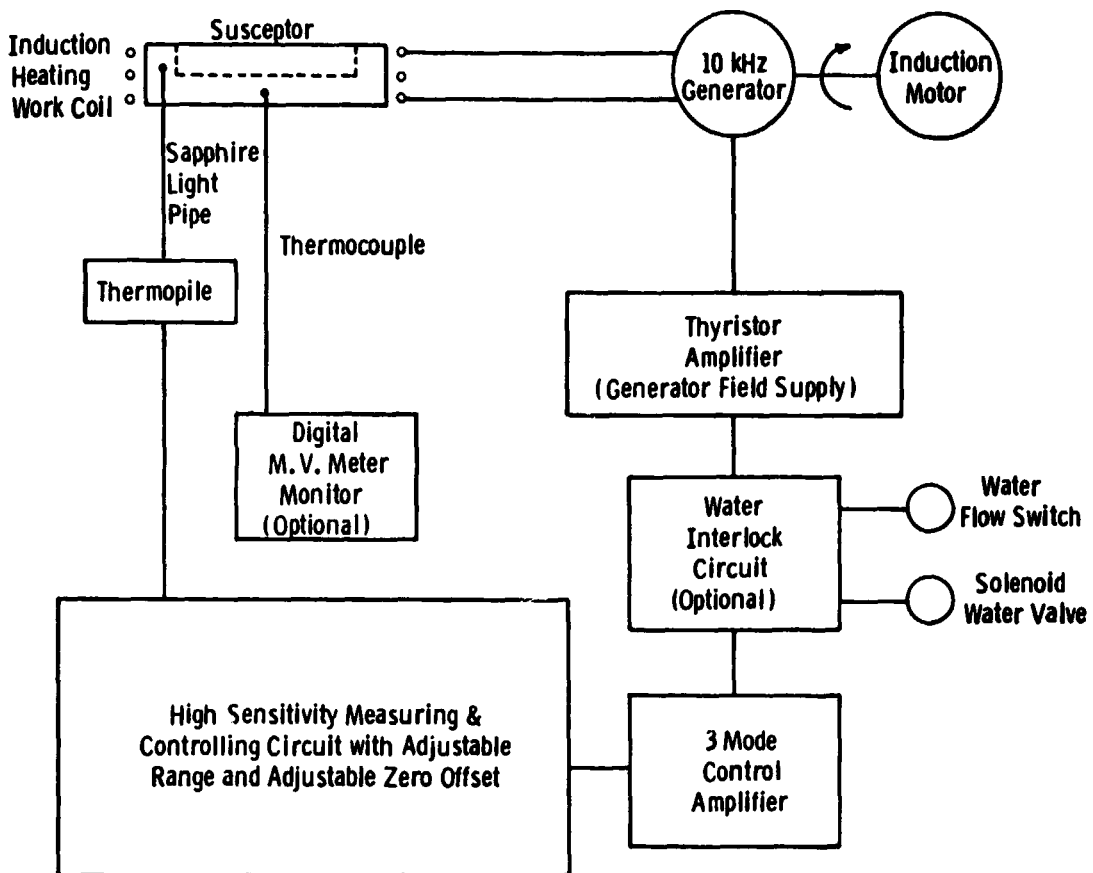 Susceptor
Induction
Heating
Work Coil
10 kHz
Generator
Induction
Motor
Sapphire
Light
Pipe
Thermocouple
Thermopile
Thyristor
Amplifier
(Generator Field Supply)
Digital
M. V. Meter
Monitor
(Optional)
Water
Interlock
Circuit
(Optional)
Water
Flow Switch
Solenoid
Water Valve
High Sensitivity Measuring &
Controlling Circuit with Adjustable
Range and Adjustable Zero Offset
3 Mode
Control
Amplifier